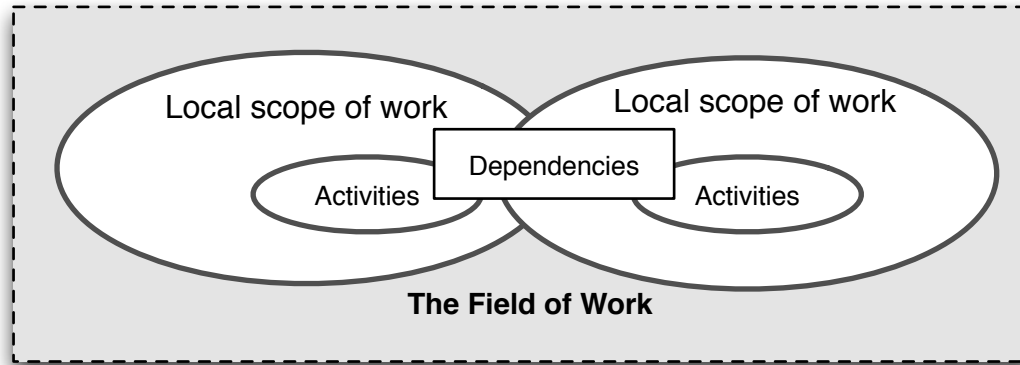 Local scope of work
Local scope of work
Dependencies
Activities
Activities
The Field of Work